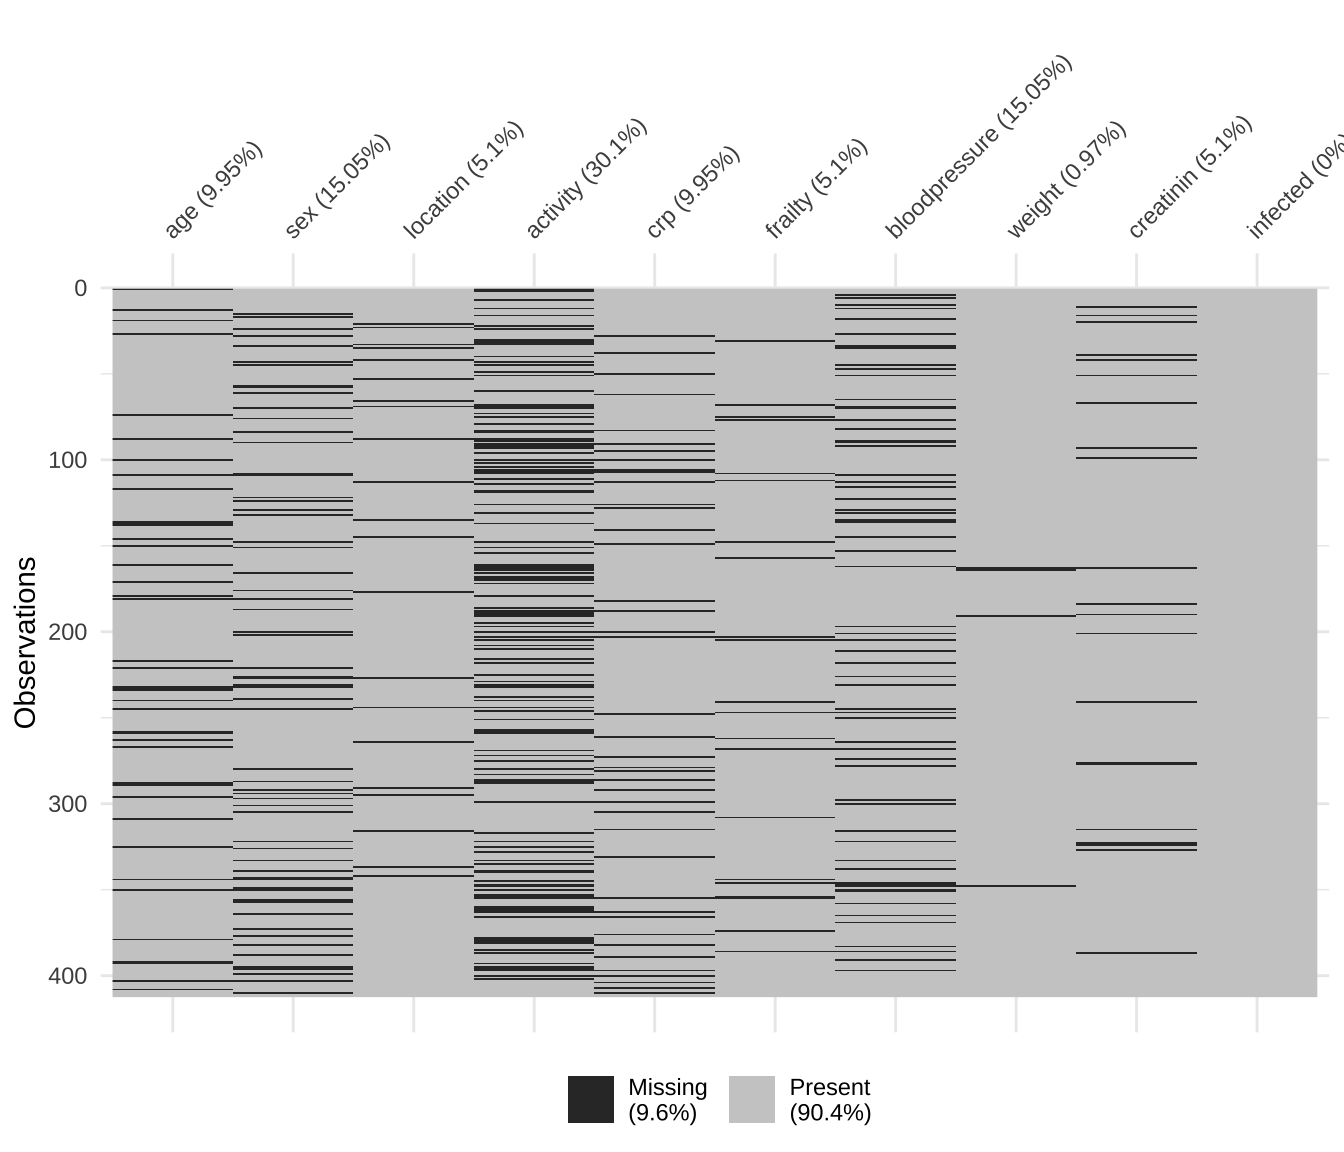 age (9.95%)
sex (15.05%)
location (5.1%)
activity (30.1%)
crp (9.95%)
frailty (5.1%)
bloodpressure (15.05%)
weight (0.97%)
creatinin (5.1%)
infected (0%
0
100
200
300
400
Observations
Missing
(9.6%)
Present
(90.4%)